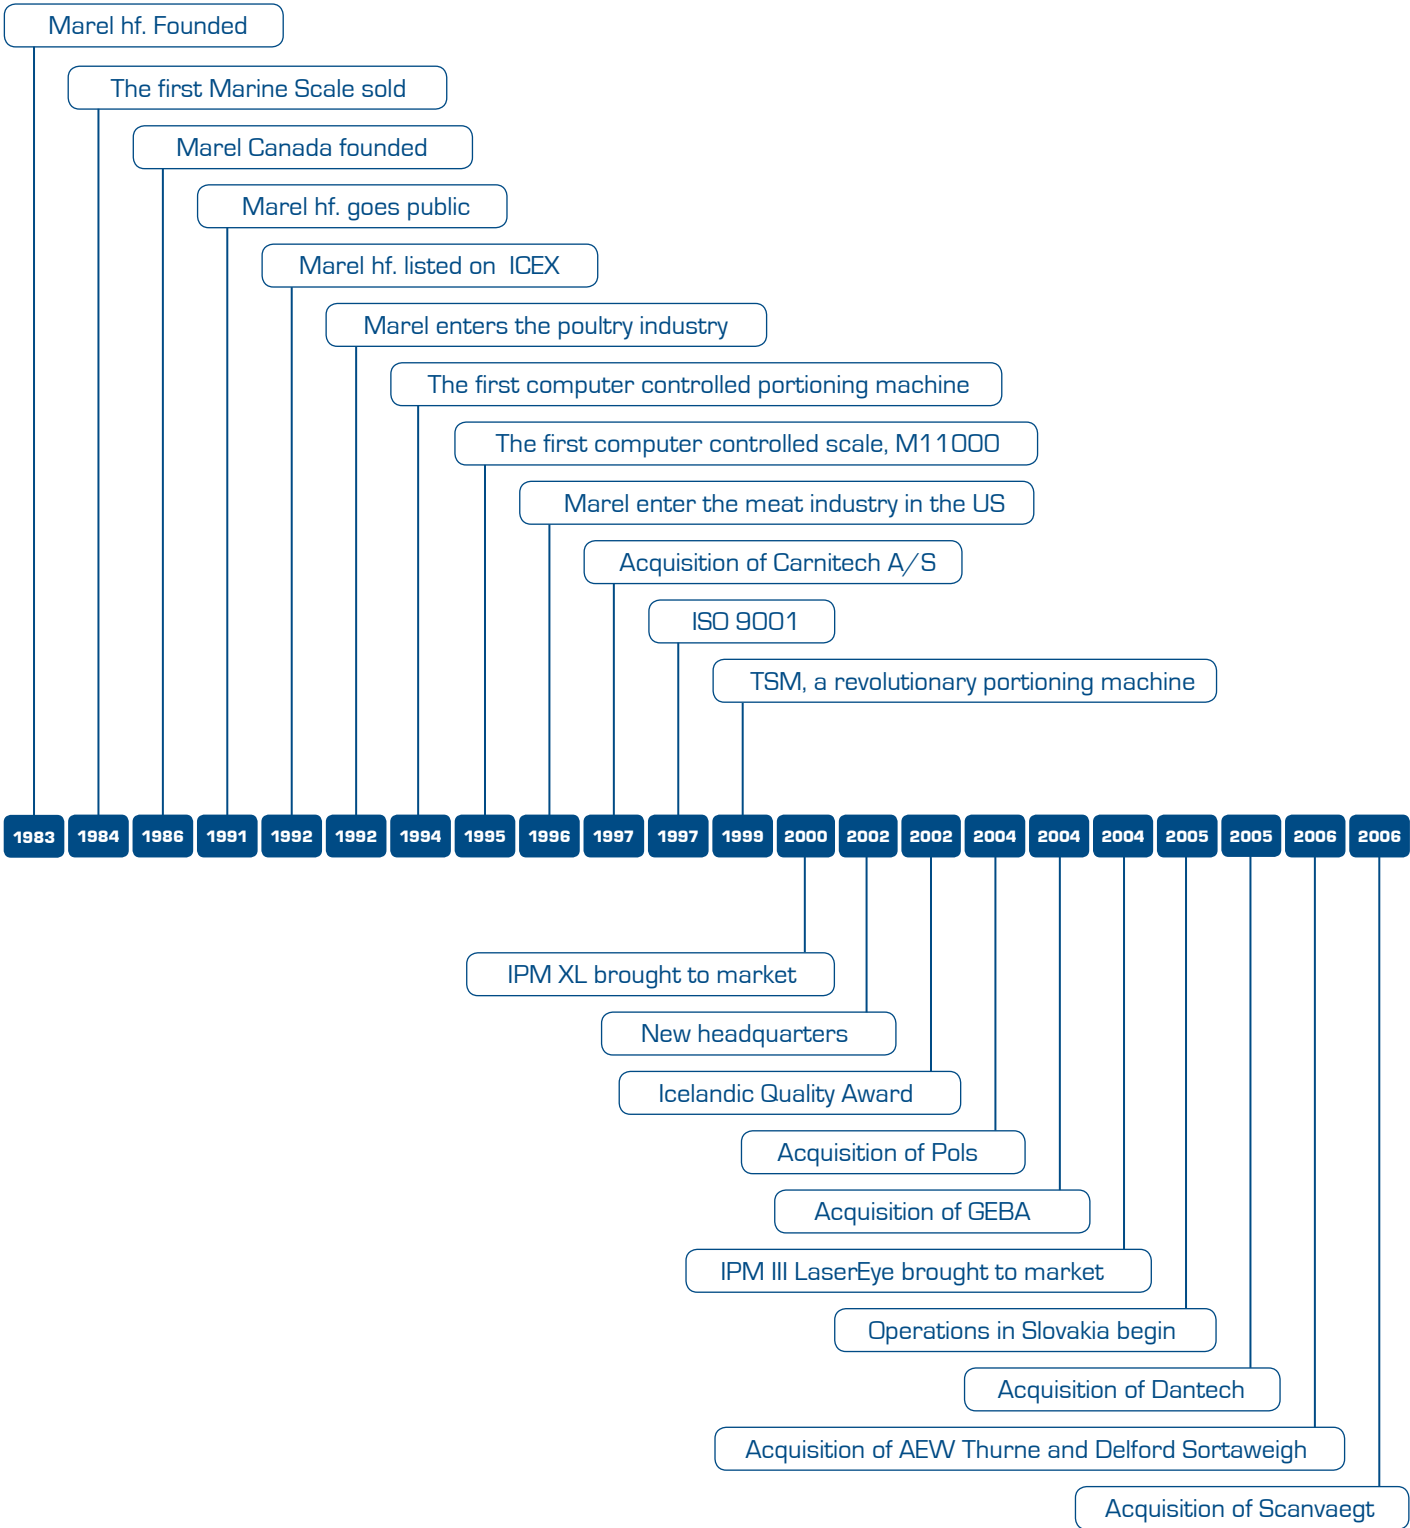 Marel hf. Founded
The first Marine Scale sold
Marel Canada founded
Marel hf. goes public
Marel hf. listed on ICEX
Marel enters the poultry industry
The first computer controlled portioning machine
The first computer controlled scale, M11000
Marel enter the meat industry in the US
Acquisition of Carnitech A/S
ISO 9001
TSM, a revolutionary portioning machine
1983 1984 1986 1991 1992 1992 1994 1995 1996 1997 1997 1999 2000 2002 2002 2004 2004 2004 2005 2005 2006 2006
IPM XL brought to market
New headquarters
Icelandic Quality Award
Acquisition of Pols
Acquisition of GEBA
IPM III LaserEye brought to market
Operations in Slovakia begin
Acquisition of Dantech
Acquisition of AEW Thurne and Delford Sortaweigh
Acquisition of Scanvaegt